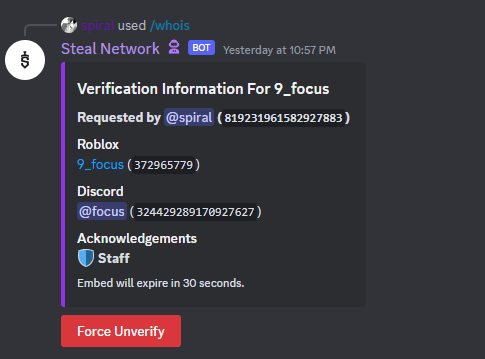 spiral used /whois
Steal Network BOT Yesterday at 10:57 PM
Verification Information For 9_focus
Requested by @spiral (819231961582927883)
Roblox
9_focus (372965779)
Discord
@focus (324429289170927627)
Acknowledgements
Staff
Embed will expire in 30 seconds.
Force Unverify